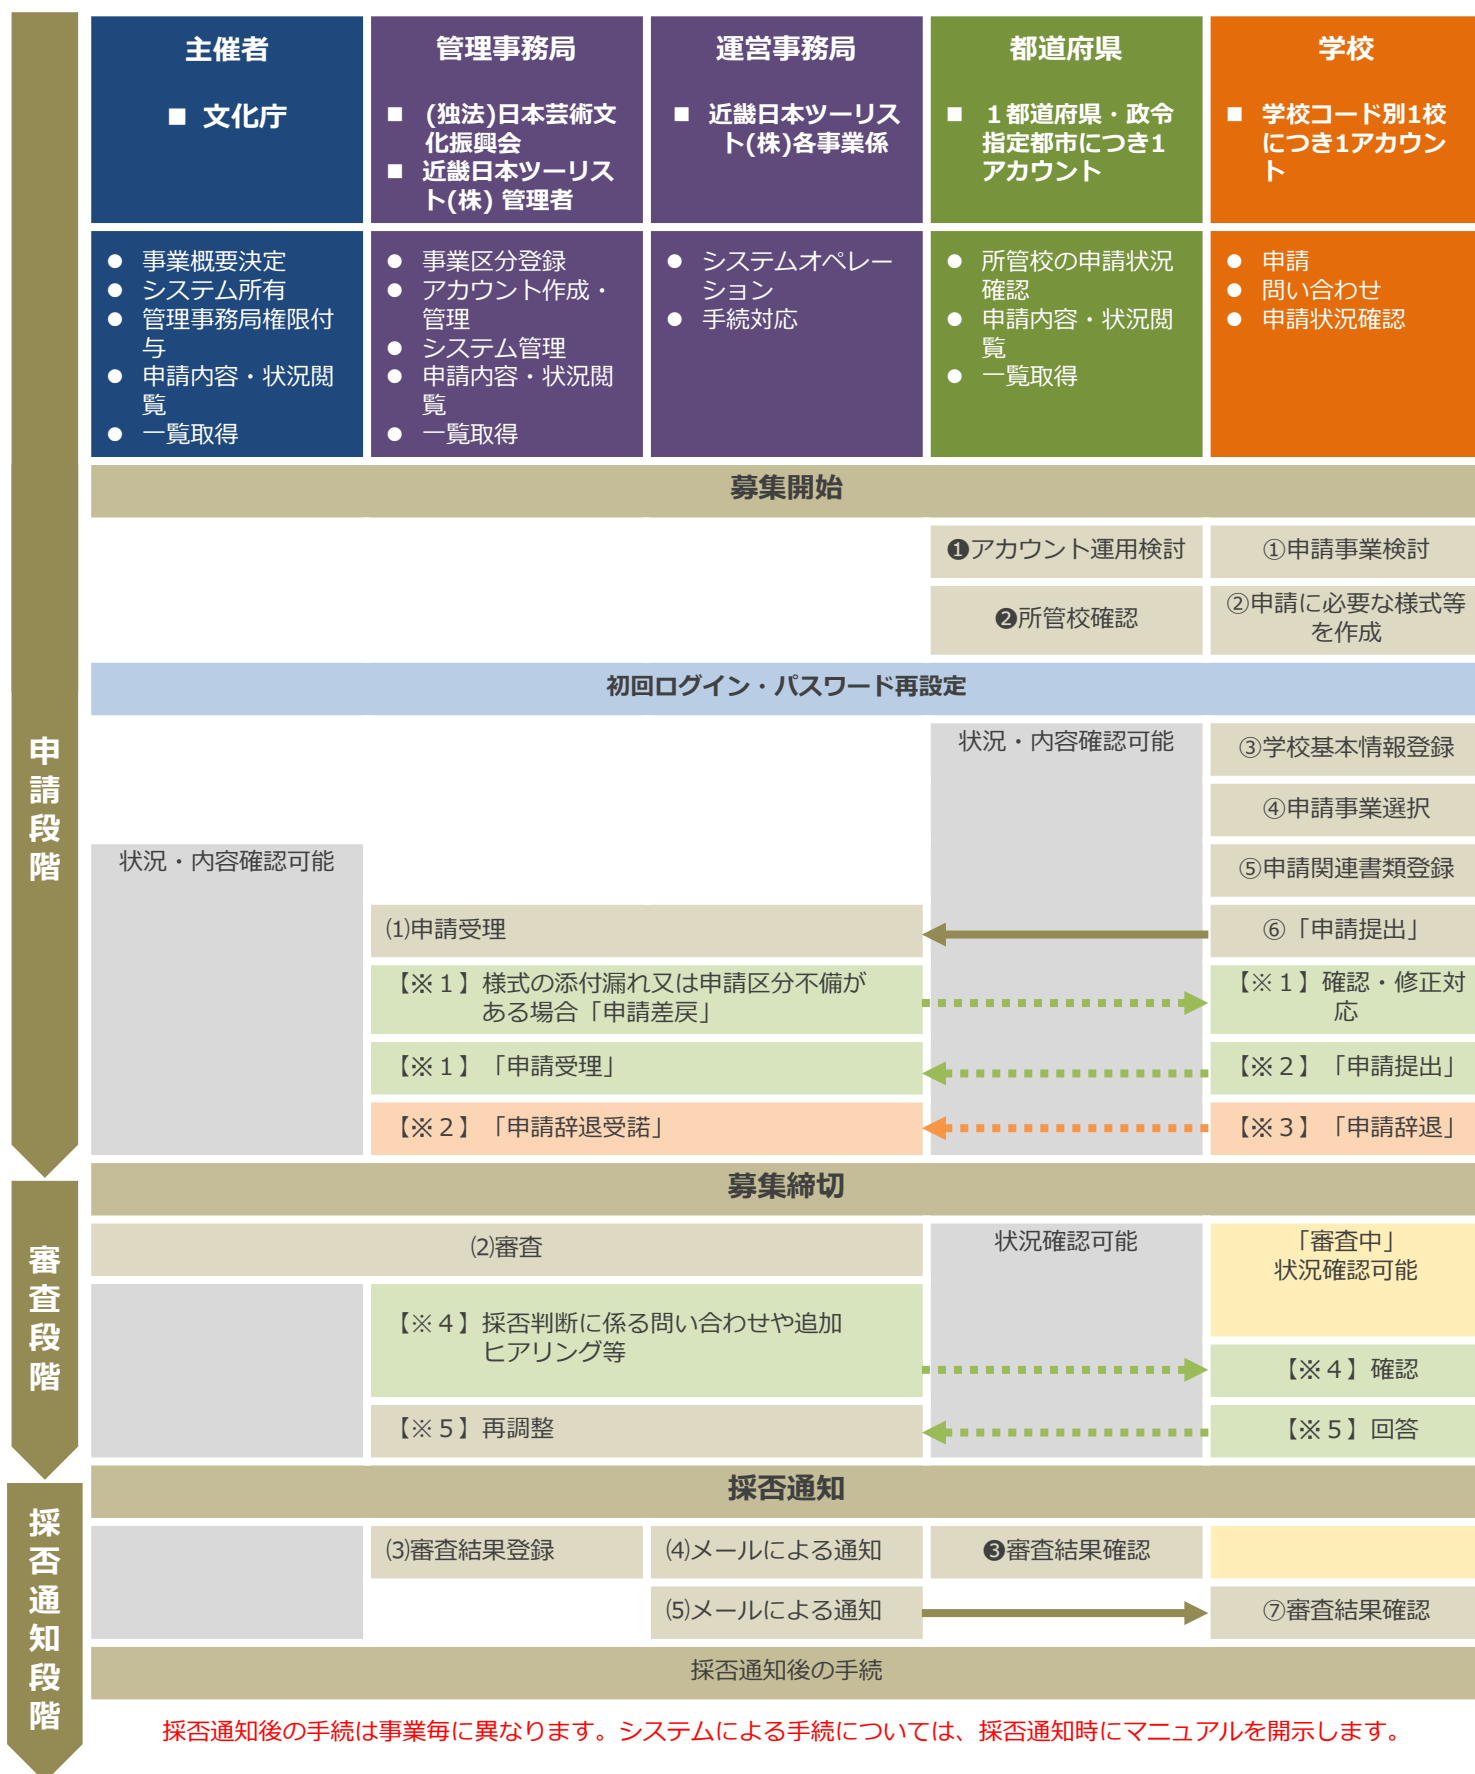 主催者
■ 文化庁
管理事務局
■ (独法)日本芸術文
化振興会
■ 近畿日本ツーリス
ト(株) 管理者
運営事務局
■ 近畿日本ツーリス
ト(株)各事業係
都道府県
■ １都道府県・政令
指定都市につき1
アカウント
学校
■ 学校コード別1校
につき1アカウン
ト
● 事業概要決定
● システム所有
● 管理事務局権限付
与
● 申請内容・状況閲
覧
● 一覧取得
● 事業区分登録
● アカウント作成・
管理
● システム管理
● 申請内容・状況閲
覧
● 一覧取得
● システムオペレー
ション
● 手続対応
● 所管校の申請状況
確認
● 申請内容・状況閲
覧
● 一覧取得
● 申請
● 問い合わせ
● 申請状況確認
申請段階
募集開始
❶アカウント運用検討
①申請事業検討
❷所管校確認
②申請に必要な様式等
を作成
初回ログイン・パスワード再設定
状況・内容確認可能
③学校基本情報登録
④申請事業選択
状況・内容確認可能
⑤申請関連書類登録
⑴申請受理
⑥「申請提出」
【※１】様式の添付漏れ又は申請区分不備が
ある場合「申請差戻」
【※１】確認・修正対
応
【※１】「申請受理」
【※２】「申請提出」
【※２】「申請辞退受諾」
【※３】「申請辞退」
募集締切
審査段階
⑵審査
状況確認可能
「審査中」
状況確認可能
【※４】採否判断に係る問い合わせや追加
ヒアリング等
【※４】確認
【※５】再調整
【※５】回答
採否通知
採否通知段階
⑶審査結果登録
⑷メールによる通知
❸審査結果確認
⑸メールによる通知
⑦審査結果確認
採否通知後の手続
採否通知後の手続は事業毎に異なります。システムによる手続については、採否通知時にマニュアルを開示します。